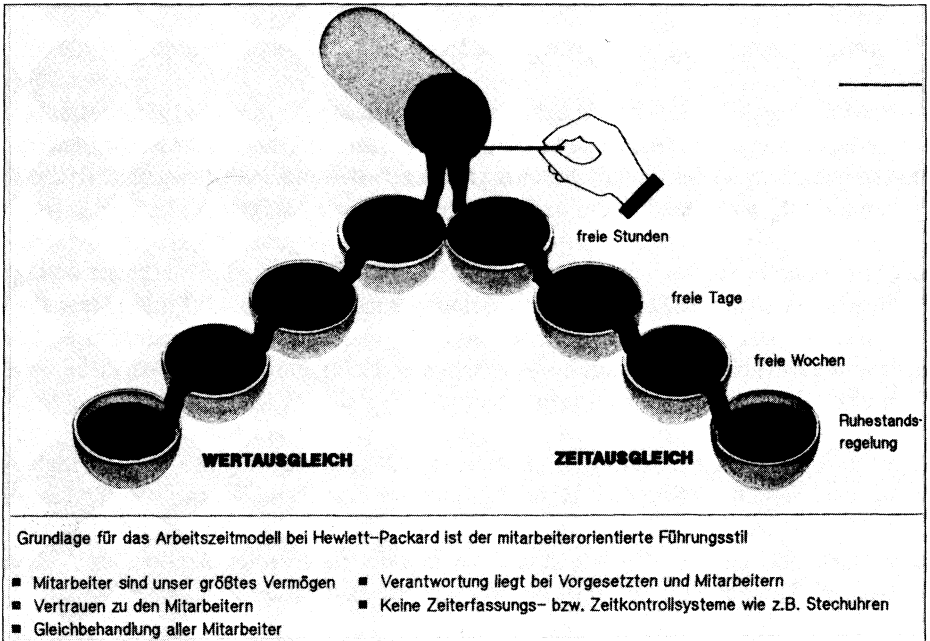 freie Stunden
freie Tage
freie Wochen
Ruhestands-
regelung
WERTAUSGLEICH
ZEITAUSGLEICH
Grundlage für das Arbeitszeitmodell bei Hewlett-Packard ist der mitarbeiterorientierte Führungsstil
■ Mitarbeiter sind unser größtes Vermögen
■ Vertrauen zu den Mitarbeitern
■ Gleichbehandlung aller Mitarbeiter
■ Verantwortung liegt bei Vorgesetzten und Mitarbeitern
■ Keine Zeiterfassungs- bzw. Zeitkontrollsysteme wie z.B. Stechuhren